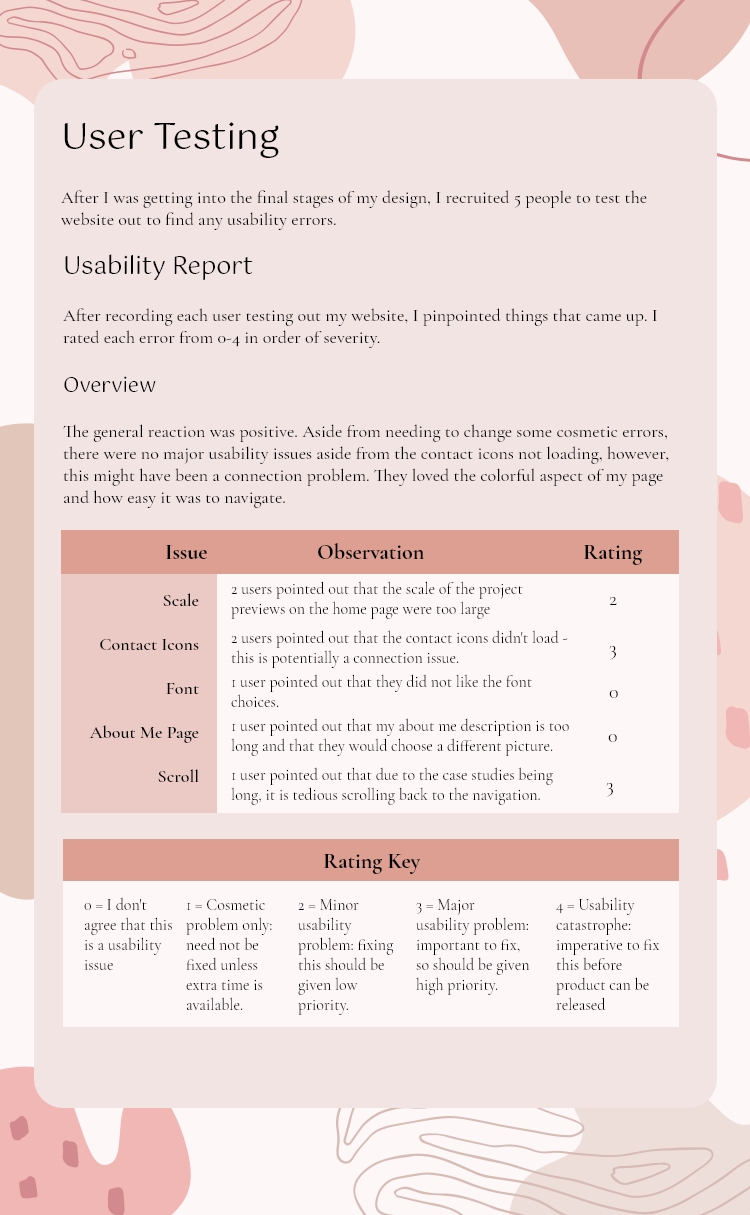 User Testing
After I was getting into the final stages of my design, I recruited 5 people to test the
website out to find any usability errors.
Usability Report
After recording each user testing out my website, I pinpointed things that came up. I
rated each error from 0-4 in order of severity.
Overview
The general reaction was positive. Aside from needing to change some cosmetic errors,
there were no major usability issues aside from the contact icons not loading, however,
this might have been a connection problem. They loved the colorful aspect of my page
and how easy it was to navigate.
Issue Observation Rating
Scale
2 users pointed out that the scale of the project
previews on the home page were too large
2
Contact Icons
2 users pointed out that the contact icons didn't load -
this is potentially a connection issue.
3
Font
1 user pointed out that they did not like the font
choices.
0
About Me Page
1 user pointed out that my about me description is too
long and that they would choose a different picture.
0
Scroll
1 user pointed out that due to the case studies being
long, it is tedious scrolling back to the navigation.
3
Rating Key
0 = I don't
agree that this
is a usability
issue
1 = Cosmetic
problem only:
need not be
fixed unless
extra time is
available.
2 = Minor
usability
problem: fixing
this should be
given low
priority.
3 = Major
usability problem:
important to fix,
so should be given
high priority.
4 = Usability
catastrophe:
imperative to fix
this before
product can be
released